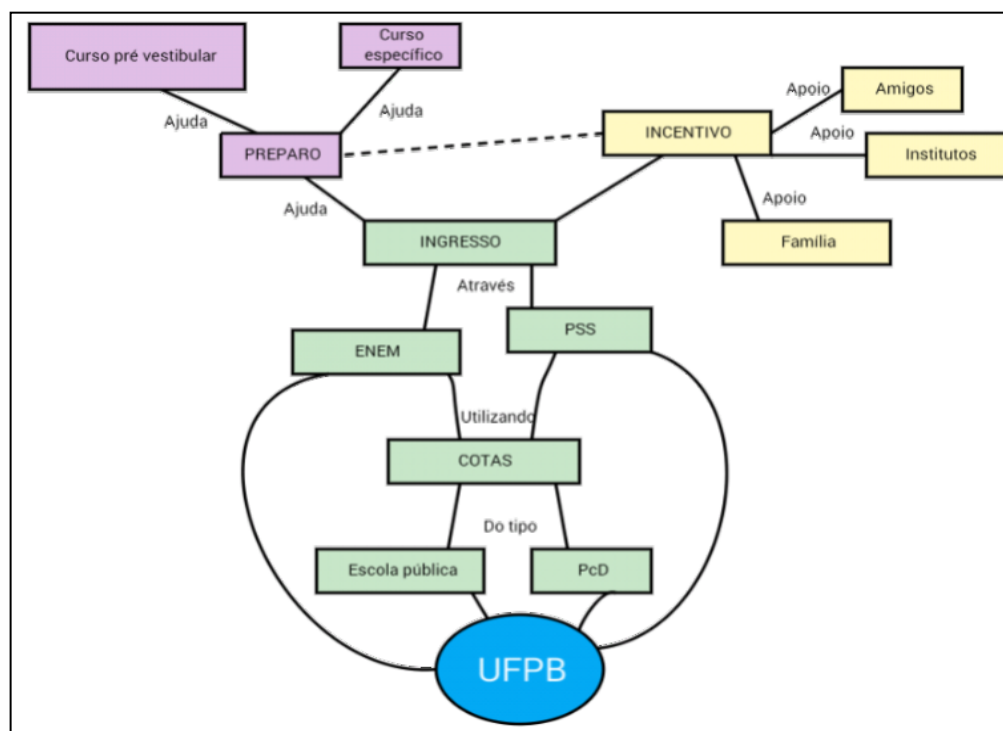 Curso pré vestibular
Curso
específico
Ajuda
Ajuda
PREPARO
INCENTIVO
Apoio
Amigos
Apoio
Institutos
Apoio
Família
Ajuda
INGRESSO
Através
ENEM
PSS
Utilizando
COTAS
Do tipo
Escola pública
PcD
UFPB